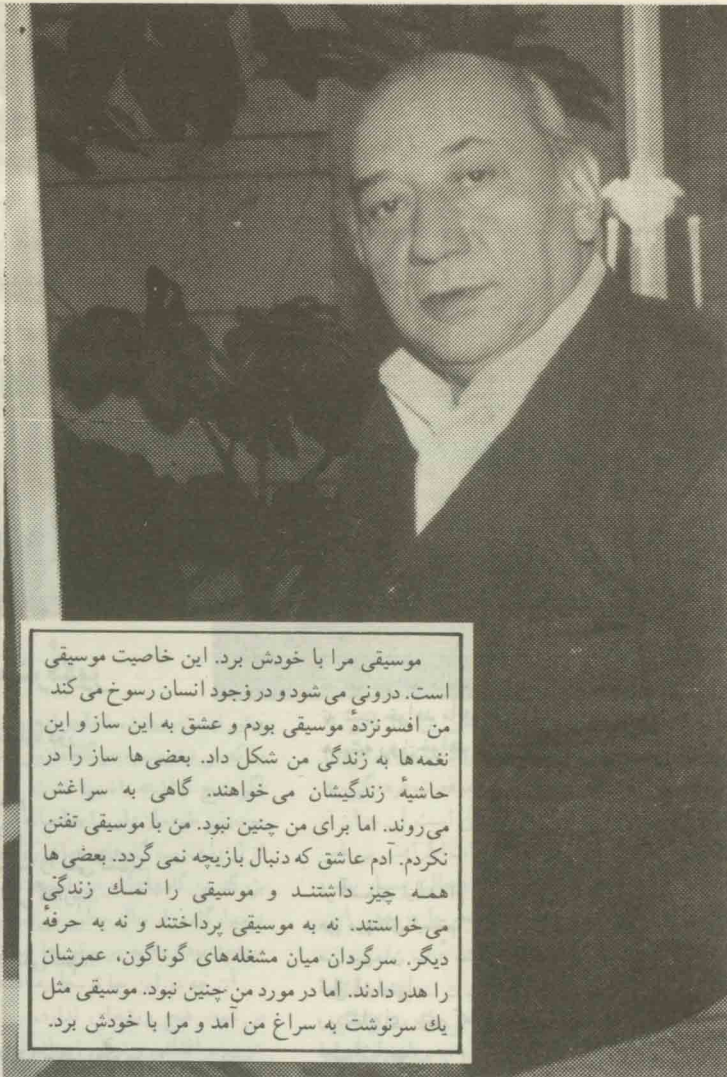 موسیقی مرا با خودش برد. این خاصیت موسیقی
است. درونی می‌شود و در وجود انسان رسوخ می‌کند
من افسونزدهٔ موسیقی بودم و عشق به این ساز و این
نغمه‌ها به زندگی من شکل داد. بعضی‌ها ساز را در
حاشیهٔ زندگیشان می‌خواهند. گاهی به سراغش
می‌روند. اما برای من چنین نبود. من با موسیقی تفنن
نکردم. آدم عاشق که دنبال بازیچه نمی‌گردد. بعضی‌ها
همه چیز داشتند و موسیقی را نمك زندگی
می‌خواستند. نه به موسیقی پرداختند و نه به حرفهٔ
دیگر. سرگردان میان مشغله‌های گوناگون، عمرشان
را هدر دادند. اما در مورد من چنین نبود. موسیقی مثل
یك سرنوشت به سراغ من آمد و مرا با خودش برد.